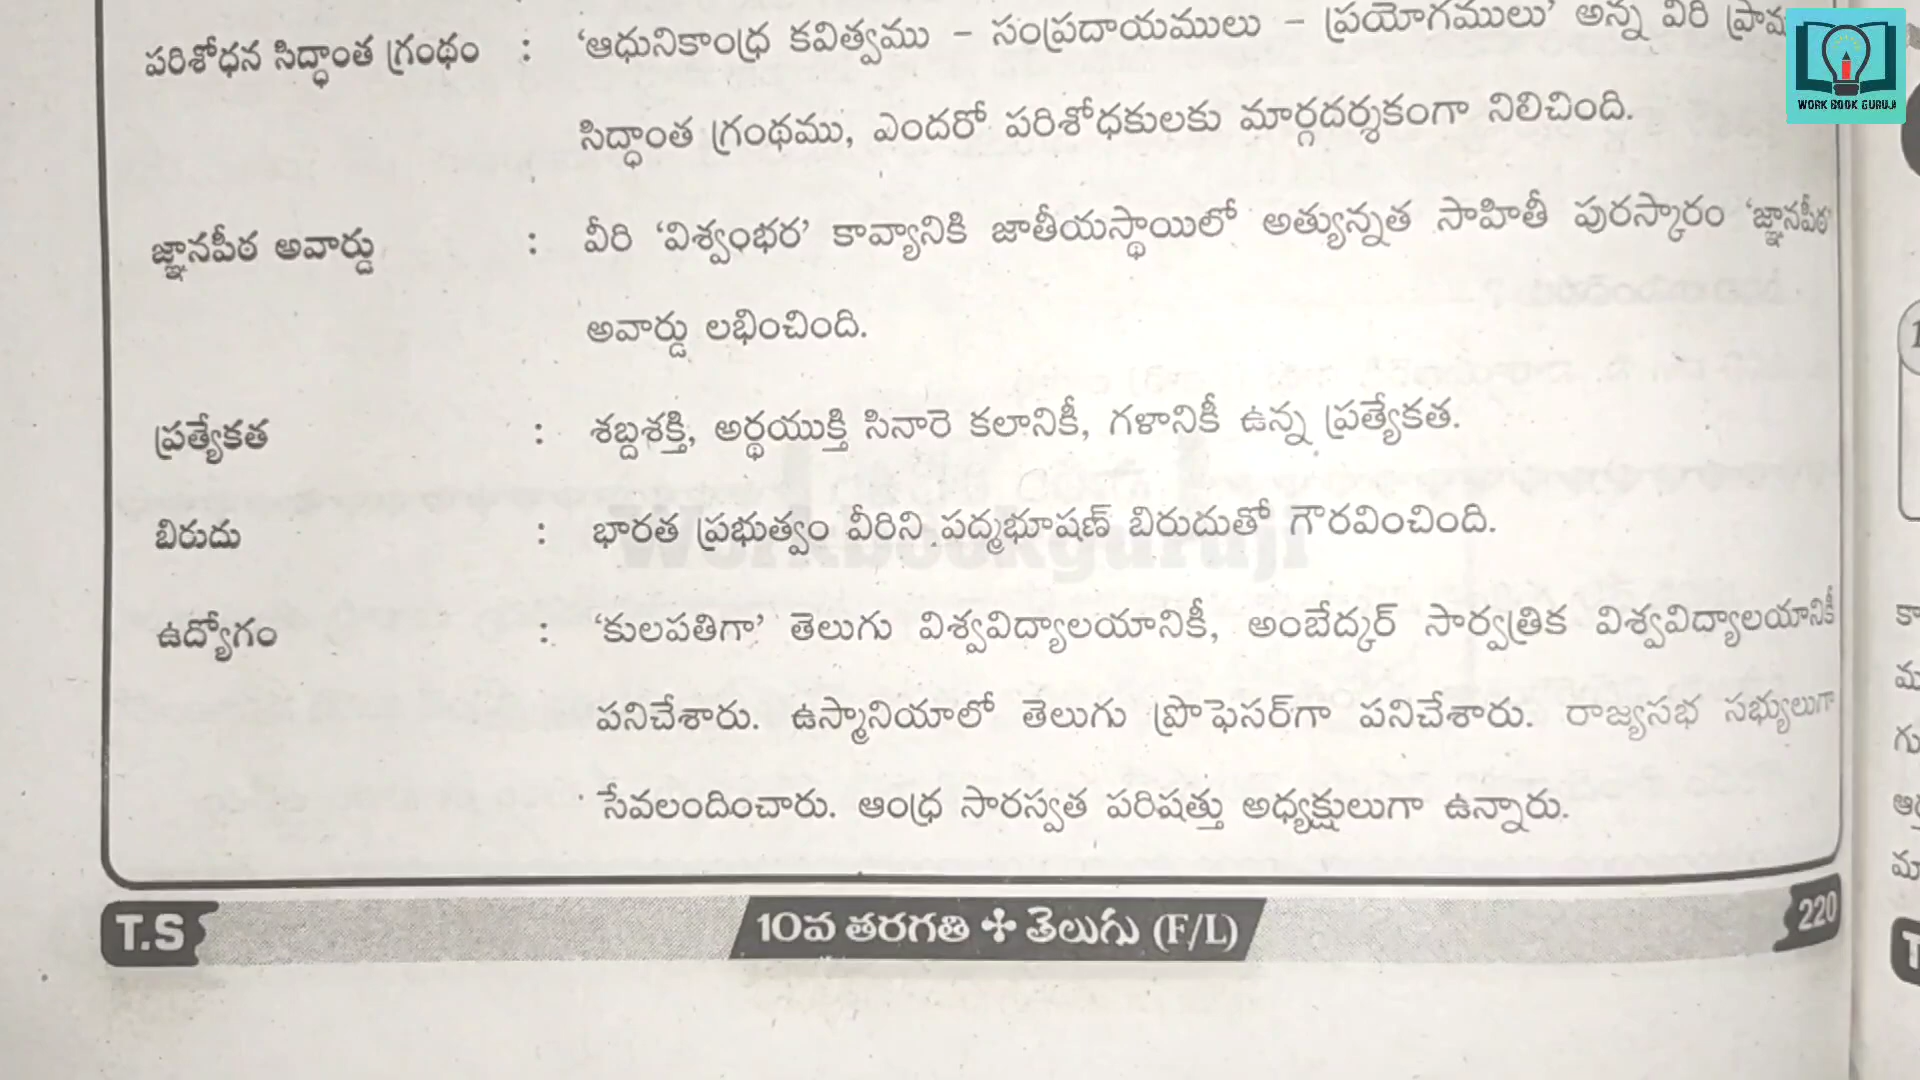 పరిశోధన సిద్ధాంత గ్రంథం : 'ఆధునికాంధ్ర కవిత్వము - సంప్రదాయములు - ప్రయోగములు' అన్న వీరి
సిద్ధాంత గ్రంథము, ఎందరో పరిశోధకులకు మార్గదర్శకంగా నిలిచింది.
జ్ఞానపీఠ అవార్డు : వీరి 'విశ్వంభర' కావ్యానికి జాతీయస్థాయిలో అత్యున్నత సాహితీ పురస్కారం 'జ్ఞానపీఠ'
అవార్డు లభించింది.
ప్రత్యేకత : శబ్దశక్తి, అర్థయుక్తి సినారె కలానికీ, గళానికీ ఉన్న ప్రత్యేకత.
బిరుదు : భారత ప్రభుత్వం వీరిని పద్మభూషణ్ బిరుదుతో గౌరవించింది.
ఉద్యోగం : 'కులపతిగా' తెలుగు విశ్వవిద్యాలయానికీ, అంబేద్కర్ సార్వత్రిక విశ్వవిద్యాలయానికీ
పనిచేశారు. ఉస్మానియాలో తెలుగు ప్రొఫెసర్‌గా పనిచేశారు. రాజ్యసభ సభ్యులుగా
సేవలందించారు. ఆంధ్ర సారస్వత పరిషత్తు అధ్యక్షులుగా ఉన్నారు.
T.S 10వ తరగతి ✤ తెలుగు (F/L) 220
WORK BOOK GURUJI
Workbookguruji